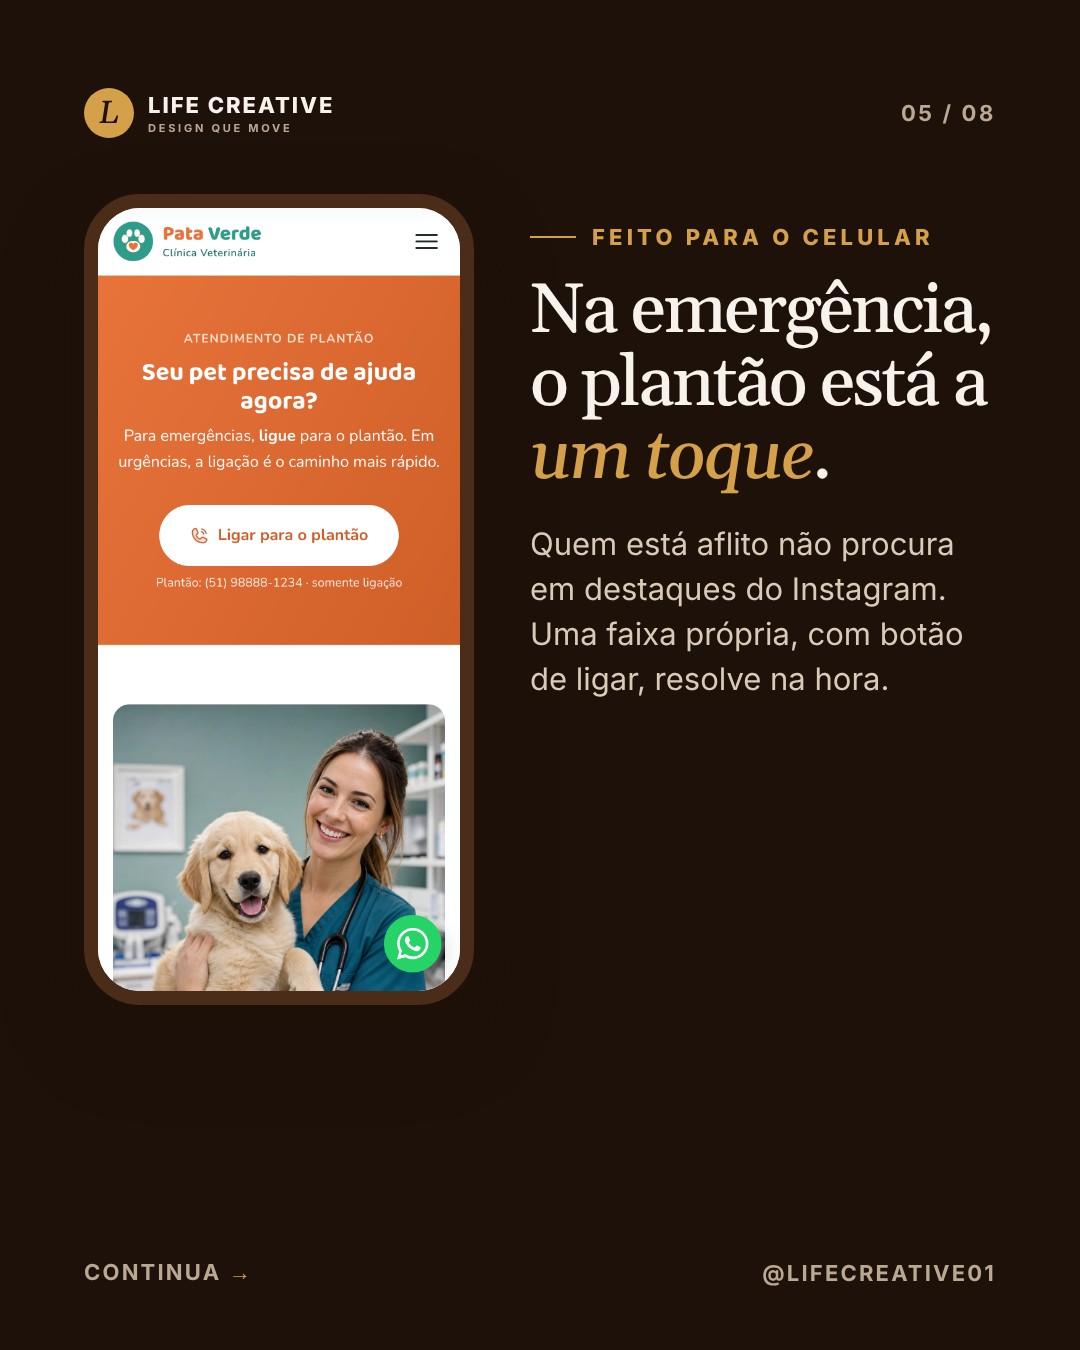 L
LIFE CREATIVE
DESIGN QUE MOVE
05 / 08
Pata Verde
Clínica Veterinária
ATENDIMENTO DE PLANTÃO
Seu pet precisa de ajuda
agora?
Para emergências, ligue para o plantão. Em
urgências, a ligação é o caminho mais rápido.
Ligar para o plantão
Plantão: (51) 98888-1234 · somente ligação
FEITO PARA O CELULAR
Na emergência,
o plantão está a
um toque.
Quem está aflito não procura
em destaques do Instagram.
Uma faixa própria, com botão
de ligar, resolve na hora.
CONTINUA →
@LIFECREATIVE01